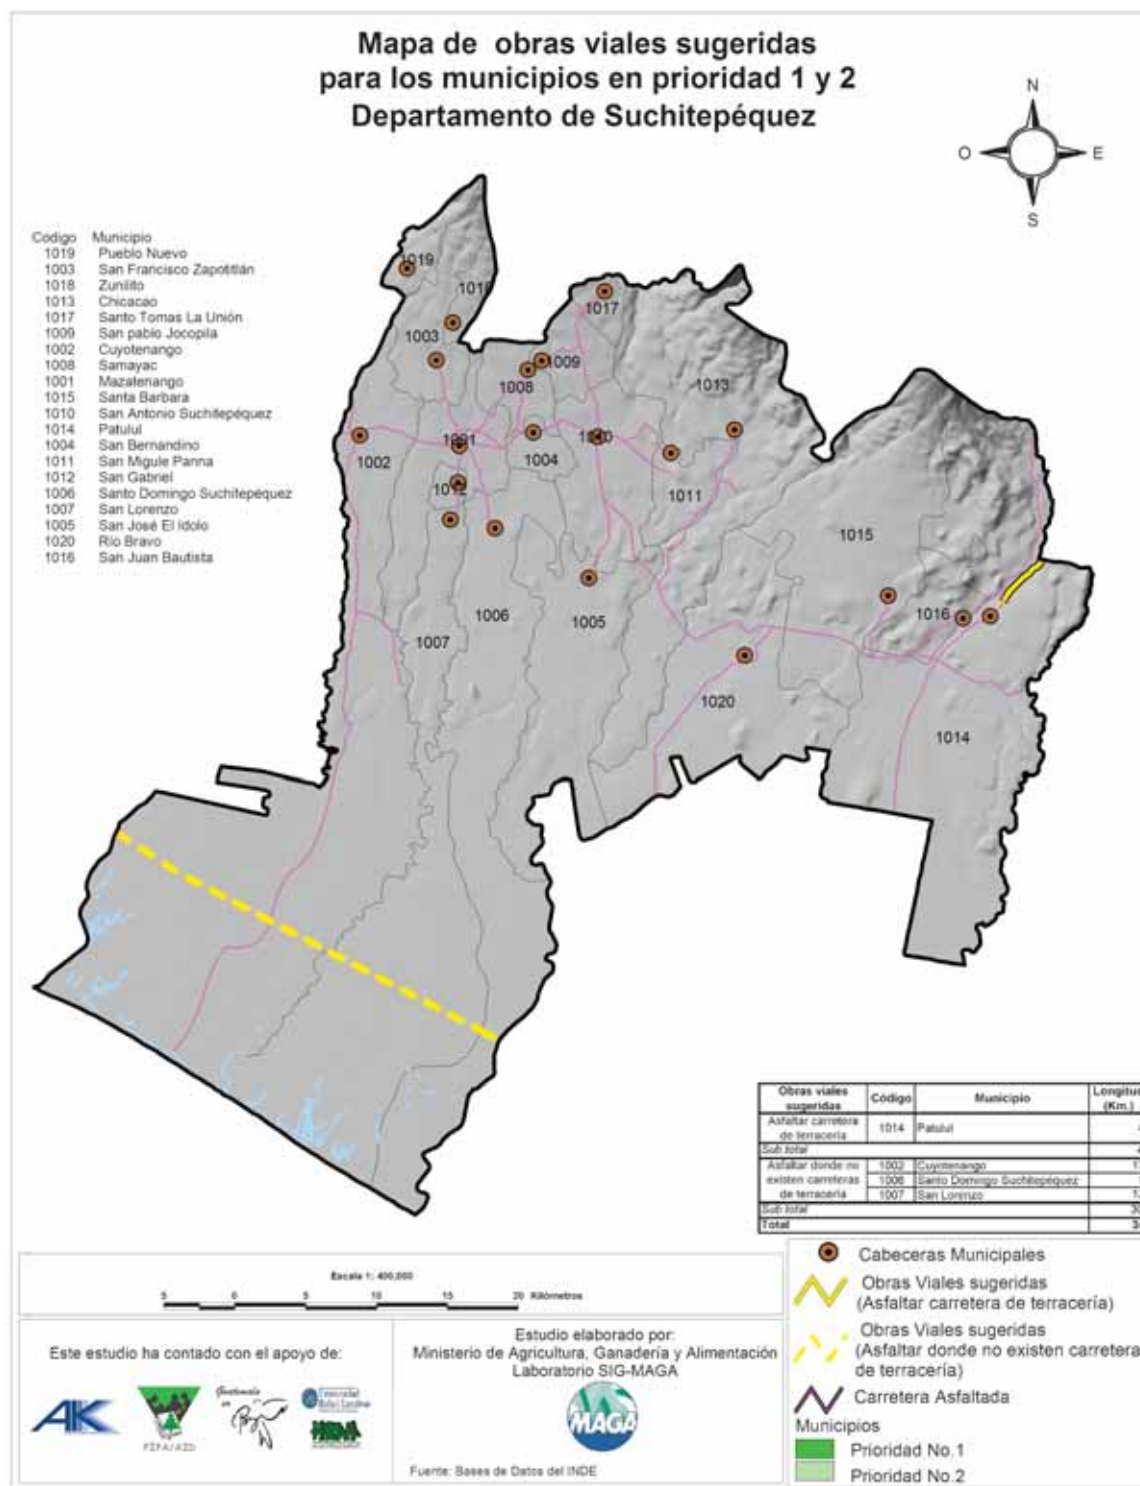 Mapa de obras viales sugeridas
para los municipios en prioridad 1 y 2
Departamento de Suchitepéquez
N
O
E
S
Codigo Municipio
1019 Pueblo Nuevo
1003 San Francisco Zapotitlán
1018 Zunilito
1013 Chicacao
1017 Santo Tomas La Unión
1009 San pablo Jocopila
1002 Cuyotenango
1008 Samayac
1001 Mazatenango
1015 Santa Barbara
1010 San Antonio Suchitepéquez
1014 Patulul
1004 San Bernandino
1011 San Migule Panna
1012 San Gabriel
1006 Santo Domingo Suchitepéquez
1007 San Lorenzo
1005 San José El Idolo
1020 Río Bravo
1016 San Juan Bautista
1019
1017
1003
1009
1008
1013
1002
1004
1012
1011
1015
1006
1005
1016
1007
1020
1014
Obras viales sugeridas Código Municipio Longitud (Km.)
Asfaltar carretera de terracería 1014 Patulul
Sub total
Asfaltar donde no existen carreteras de terracería 1002 Cuyotenango
1006 Santo Domingo Suchitepéquez
1007 San Lorenzo
Sub total
Total
Escala 1: 400,000
5 0 5 10 15 20 Kilómetros
Cabeceras Municipales
Obras Viales sugeridas
(Asfaltar carretera de terracería)
Obras Viales sugeridas
(Asfaltar donde no existen carretera
de terracería)
Carretera Asfaltada
Municipios
Prioridad No.1
Prioridad No.2
Este estudio ha contado con el apoyo de:
AK
Guatemala
en
Universidad
Rafael Landívar
Estudio elaborado por:
Ministerio de Agricultura, Ganadería y Alimentación
Laboratorio SIG-MAGA
MAGA
Fuente: Bases de Datos del INDE